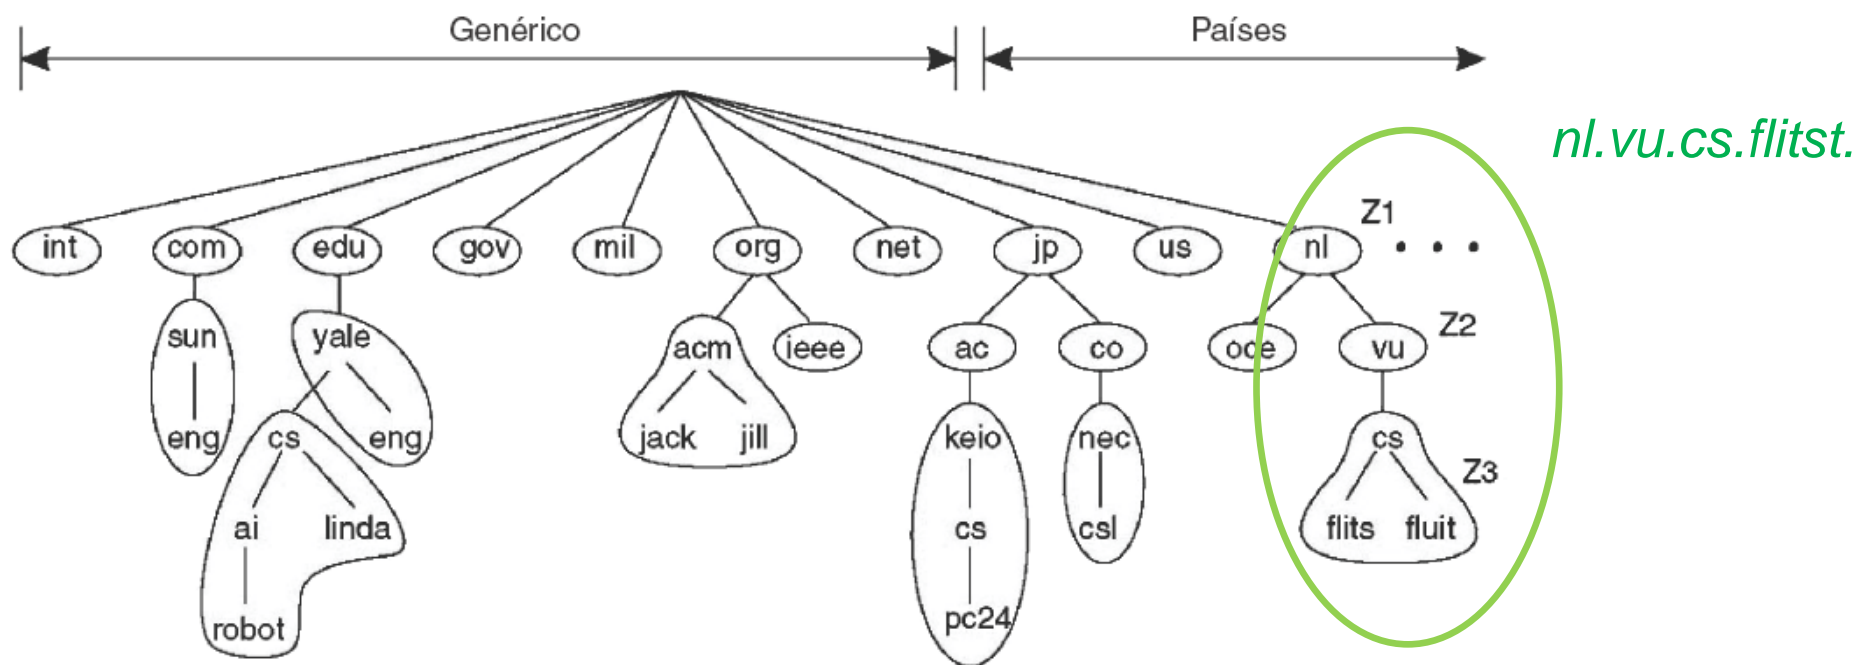 Genérico Países
nl.vu.cs.flitst.
Z1
int com edu gov mil org net jp us nl • • •
Z2
sun yale acm ieee ac co oce vu
eng cs eng jack jill keio nec cs
Z3
ai linda cs csl flits fluit
robot pc24